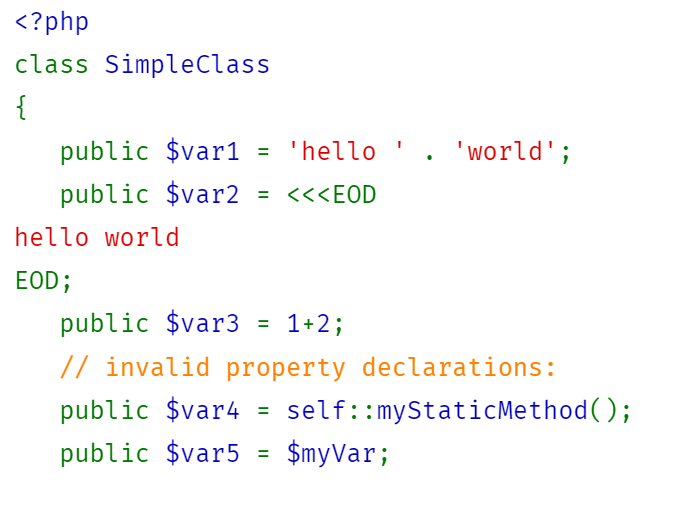 <?php
class SimpleClass
{
   public $var1 = 'hello ' . 'world';
   public $var2 = <<<EOD
hello world
EOD;
   public $var3 = 1+2;
   // invalid property declarations:
   public $var4 = self::myStaticMethod();
   public $var5 = $myVar;